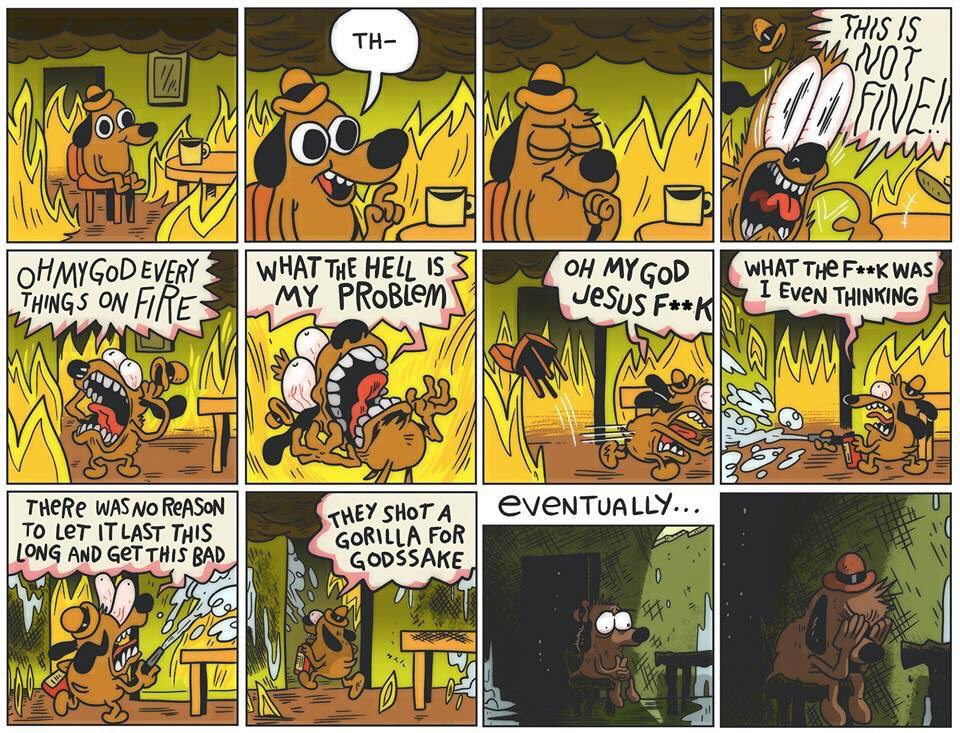 TH-
THIS IS
NOT
FINE!!
OH MY GOD EVERY
THINGS ON FIRE
WHAT THE HELL IS
MY PROBLEM
OH MY GOD
JESUS F**K
WHAT THE F**K WAS
I EVEN THINKING
THERE WAS NO REASON
TO LET IT LAST THIS
LONG AND GET THIS BAD
THEY SHOT A
GORILLA FOR
GODSSAKE
EVENTUALLY...